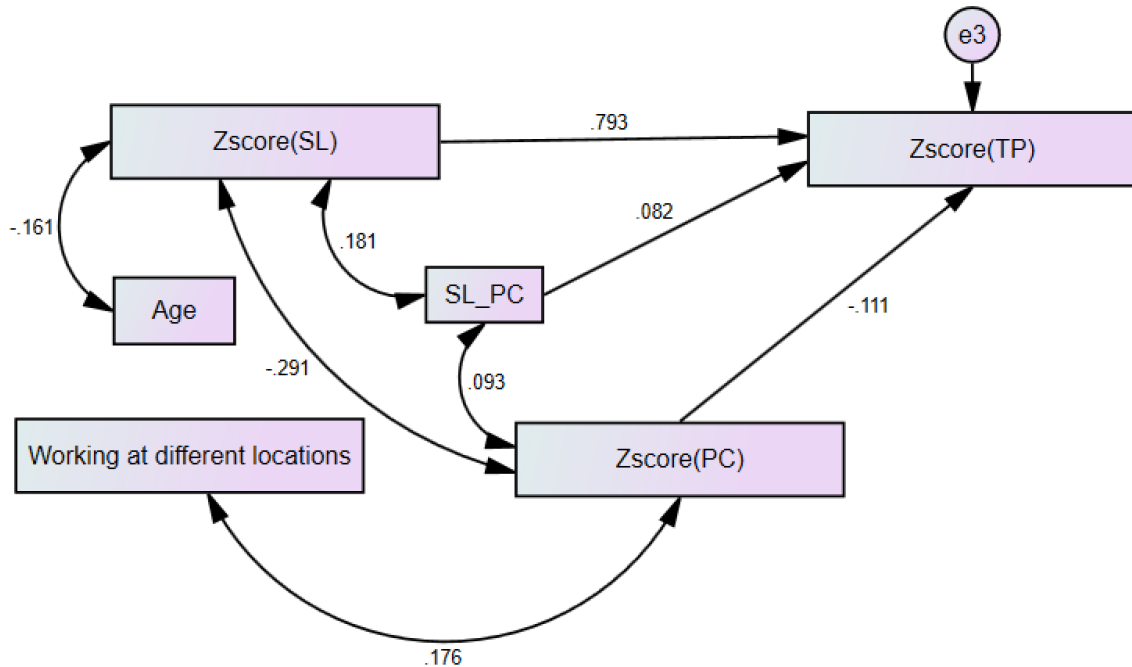 e3
Zscore(SL)
.793
Zscore(TP)
-.161
.181
.082
Age
SL_PC
-.111
-.291
.093
Working at different locations
Zscore(PC)
.176